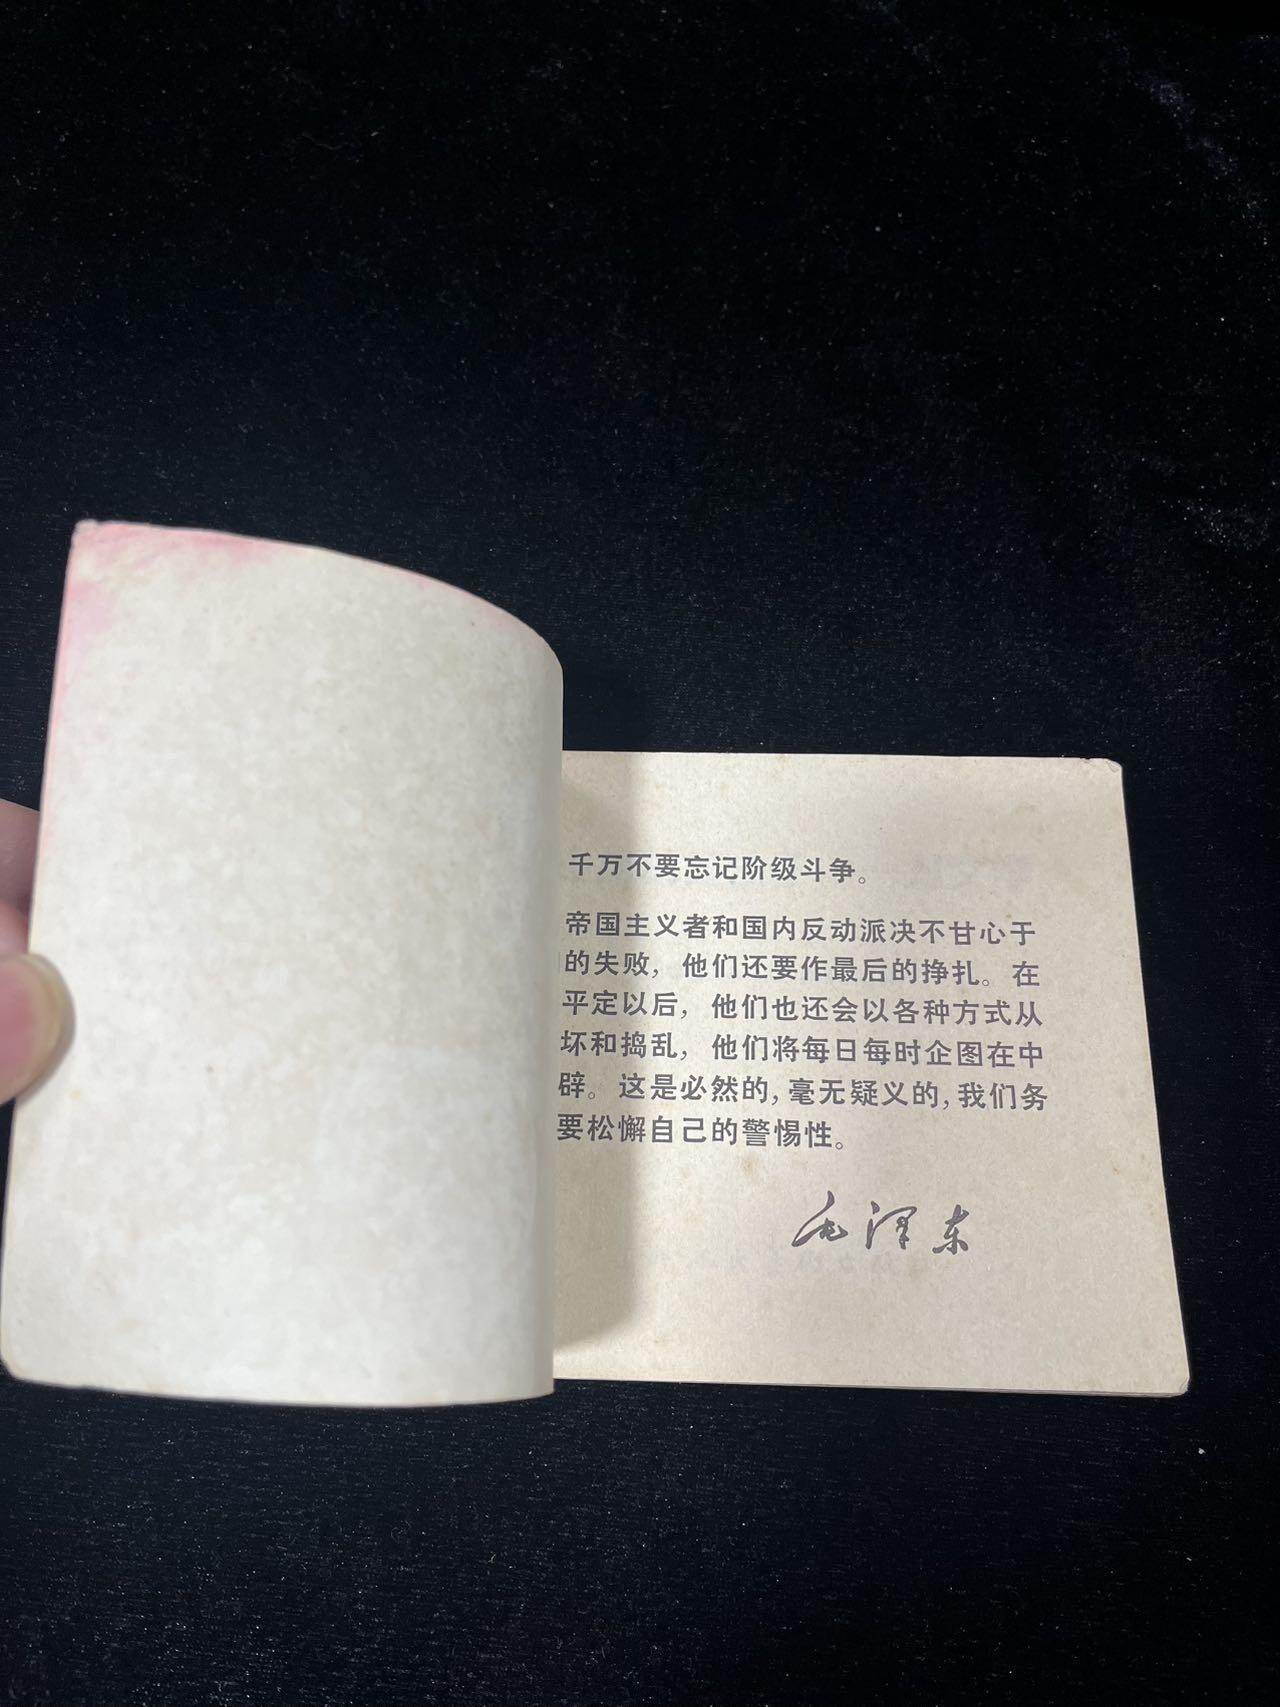 千万不要忘记阶级斗争。
帝国主义者和国内反动派决不甘心于
的失败，他们还要作最后的挣扎。在
平定以后，他们也还会以各种方式从
坏和捣乱，他们将每日每时企图在中
辟。这是必然的，毫无疑义的，我们务
要松懈自己的警惕性。
毛泽东